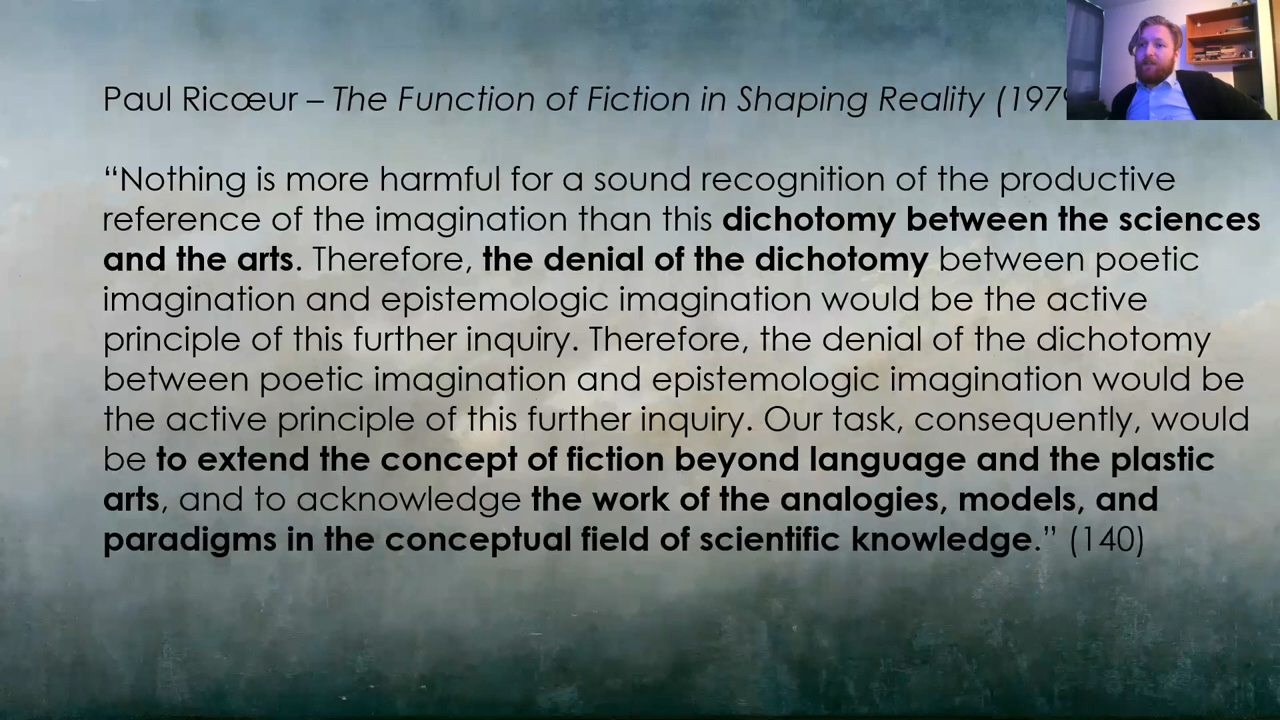 Paul Ricœur – The Function of Fiction in Shaping Reality (1979
“Nothing is more harmful for a sound recognition of the productive
reference of the imagination than this dichotomy between the sciences
and the arts. Therefore, the denial of the dichotomy between poetic
imagination and epistemologic imagination would be the active
principle of this further inquiry. Therefore, the denial of the dichotomy
between poetic imagination and epistemologic imagination would be
the active principle of this further inquiry. Our task, consequently, would
be to extend the concept of fiction beyond language and the plastic
arts, and to acknowledge the work of the analogies, models, and
paradigms in the conceptual field of scientific knowledge.” (140)